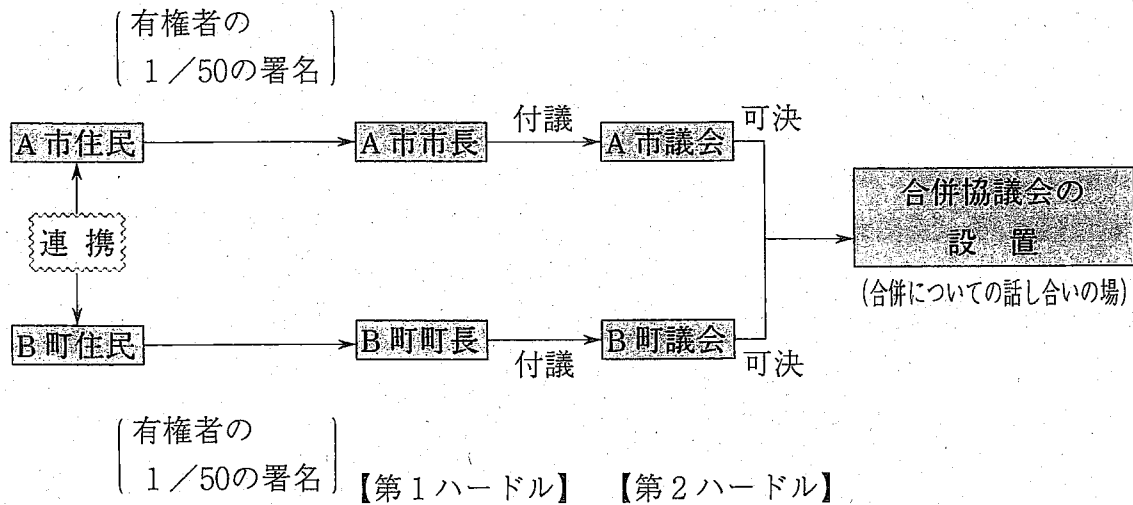 有権者の
1／50の署名
A市住民
A市市長
付議
A市議会
可決
連携
合併協議会の
設置
(合併についての話し合いの場)
B町住民
B町町長
付議
B町議会
可決
有権者の
1／50の署名
【第1ハードル】
【第2ハードル】